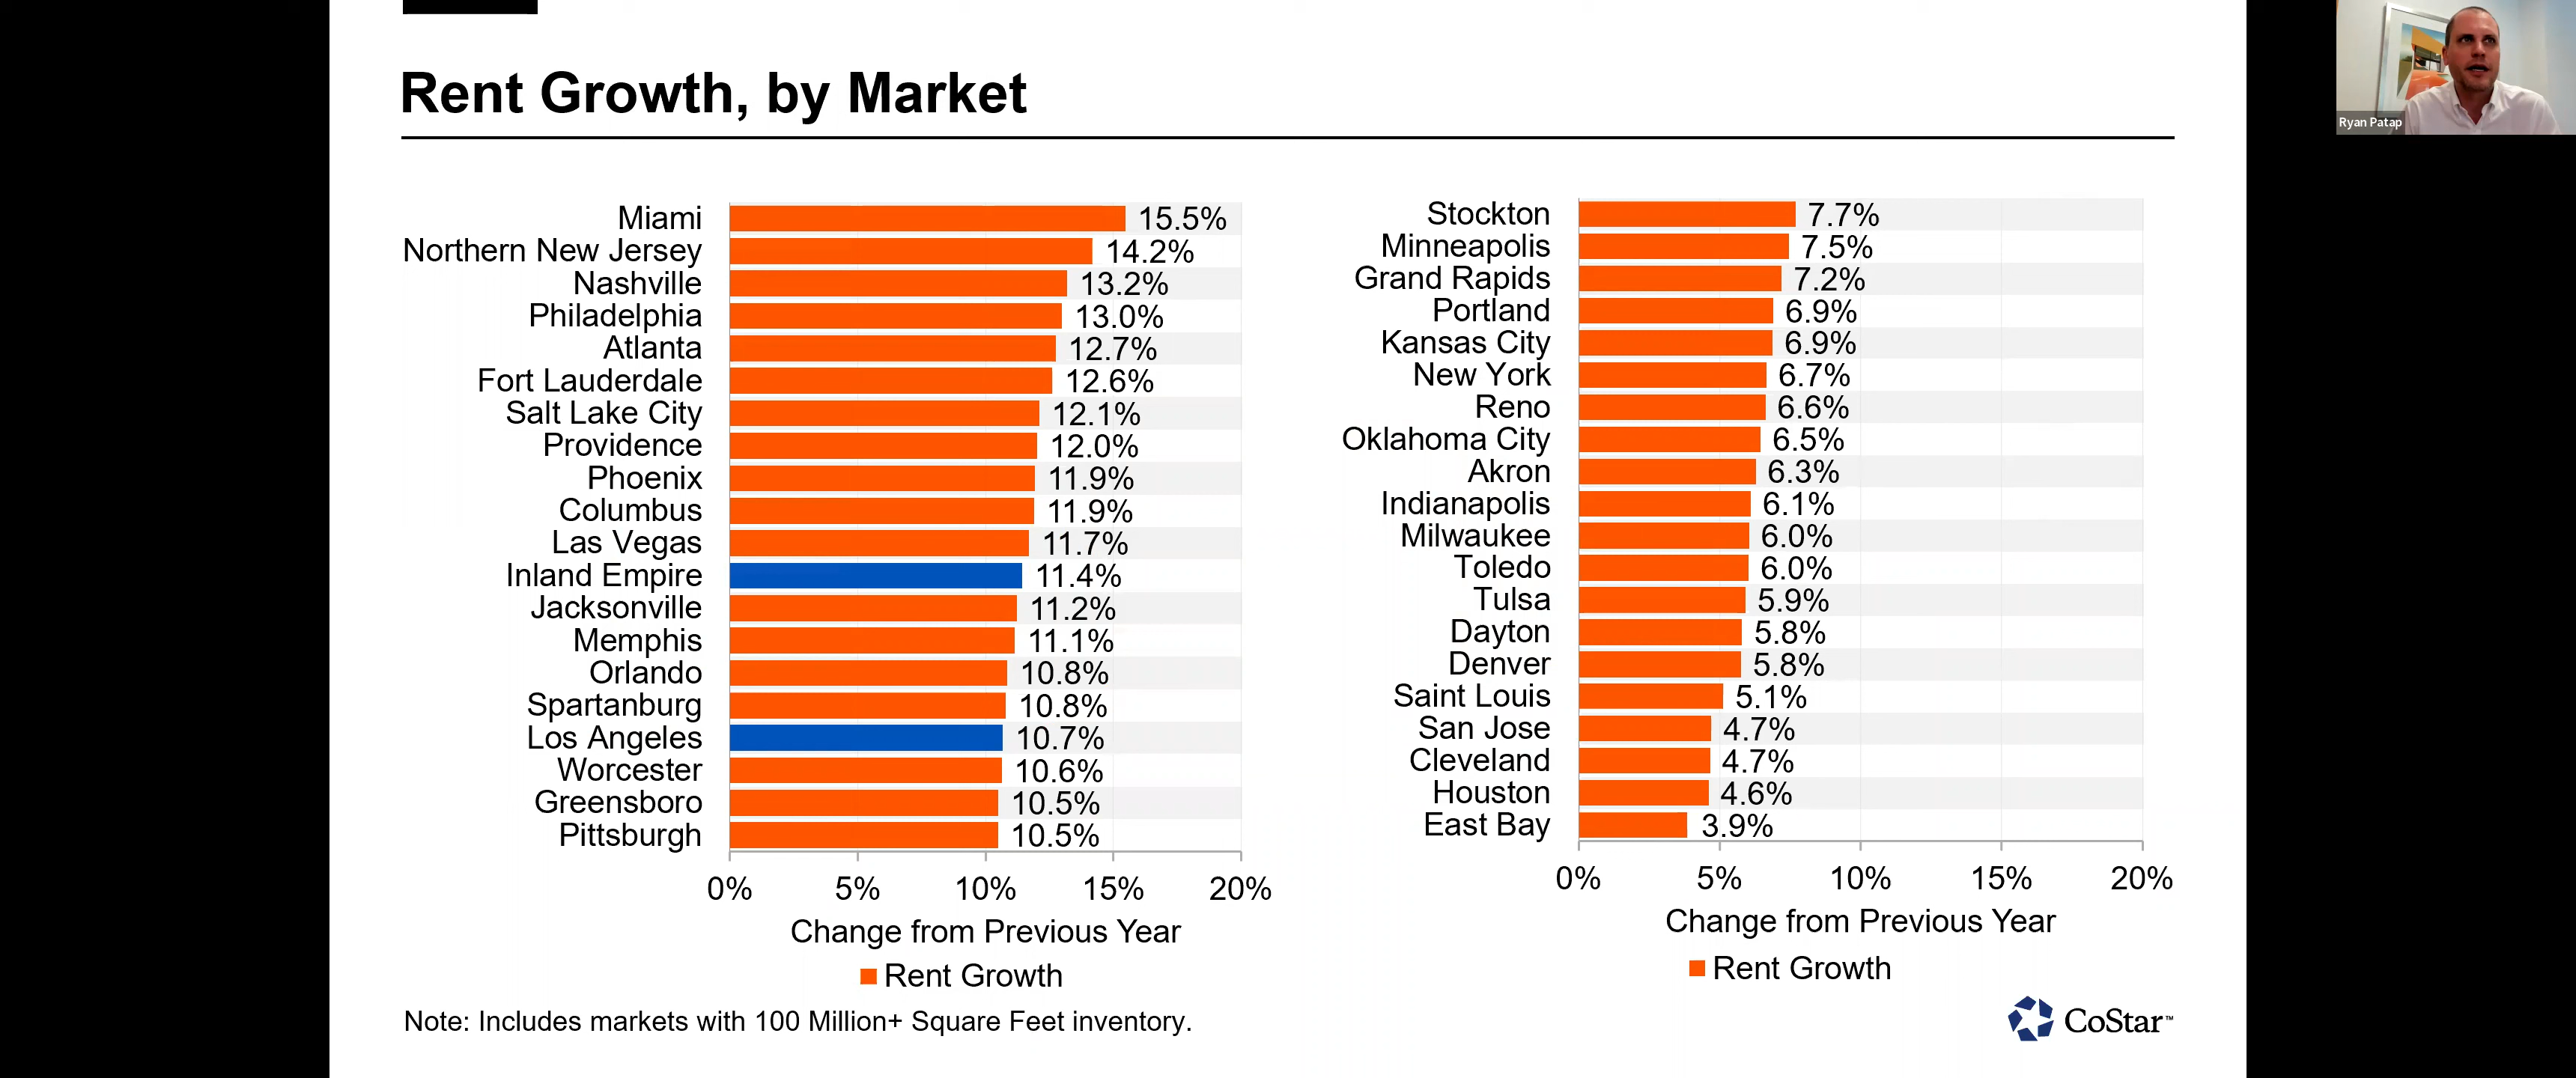 Rent Growth, by Market
Ryan Patap
Miami 15.5%
Northern New Jersey 14.2%
Nashville 13.2%
Philadelphia 13.0%
Atlanta 12.7%
Fort Lauderdale 12.6%
Salt Lake City 12.1%
Providence 12.0%
Phoenix 11.9%
Columbus 11.9%
Las Vegas 11.7%
Inland Empire 11.4%
Jacksonville 11.2%
Memphis 11.1%
Orlando 10.8%
Spartanburg 10.8%
Los Angeles 10.7%
Worcester 10.6%
Greensboro 10.5%
Pittsburgh 10.5%
0% 5% 10% 15% 20%
Change from Previous Year
Rent Growth
Stockton 7.7%
Minneapolis 7.5%
Grand Rapids 7.2%
Portland 6.9%
Kansas City 6.9%
New York 6.7%
Reno 6.6%
Oklahoma City 6.5%
Akron 6.3%
Indianapolis 6.1%
Milwaukee 6.0%
Toledo 6.0%
Tulsa 5.9%
Dayton 5.8%
Denver 5.8%
Saint Louis 5.1%
San Jose 4.7%
Cleveland 4.7%
Houston 4.6%
East Bay 3.9%
0% 5% 10% 15% 20%
Change from Previous Year
Rent Growth
Note: Includes markets with 100 Million+ Square Feet inventory.
CoStar™